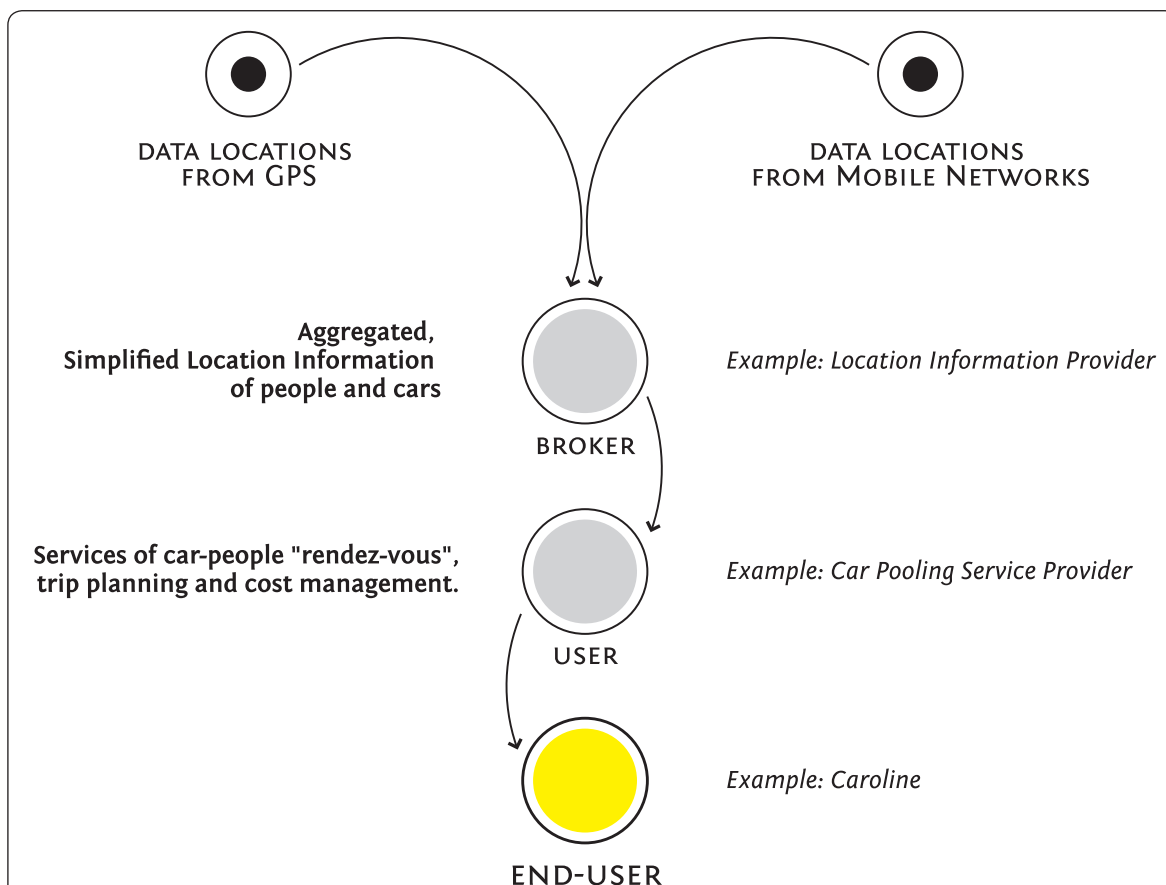 DATA LOCATIONS
FROM GPS
DATA LOCATIONS
FROM MOBILE NETWORKS
Aggregated,
Simplified Location Information
of people and cars
Example: Location Information Provider
BROKER
Services of car-people "rendez-vous",
trip planning and cost management.
Example: Car Pooling Service Provider
USER
Example: Caroline
END-USER